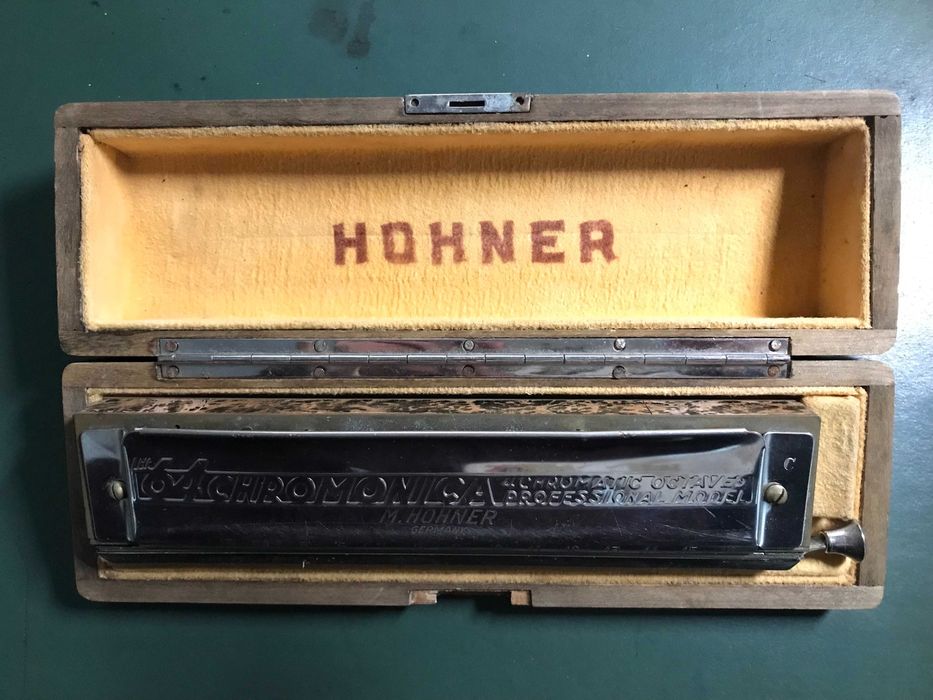 HOHNER
THE 64 CHROMONICA 4 CHROMATIC OCTAVES
PROFESSIONAL MODEL
M. HOHNER
GERMANY
C